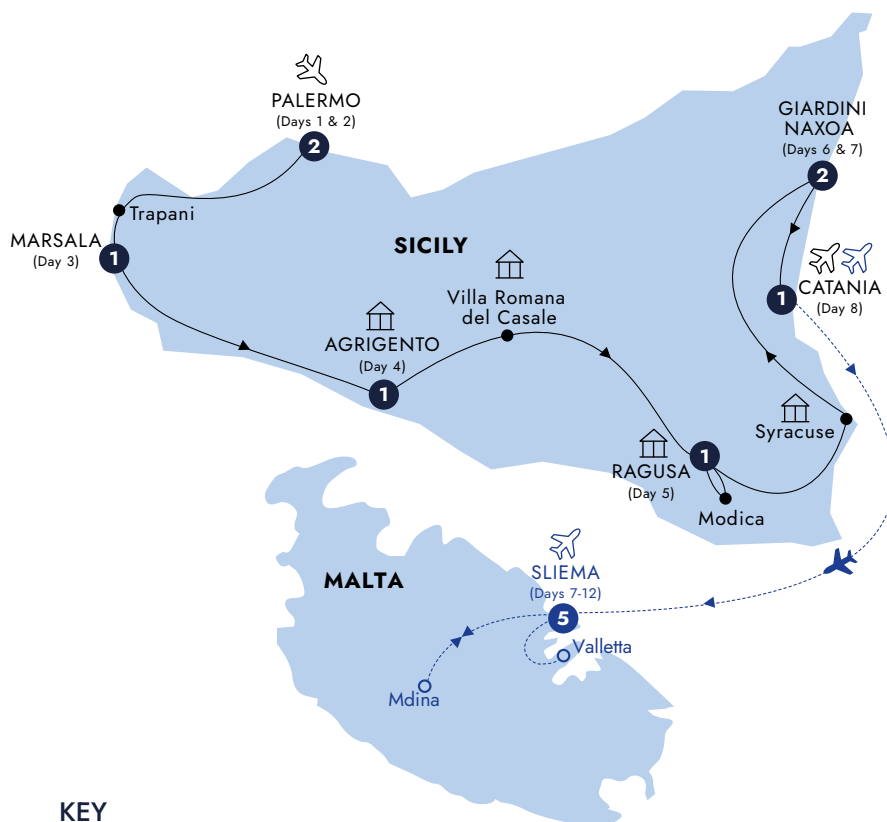 PALERMO
(Days 1 & 2)
2
GIARDINI
NAXOA
(Days 6 & 7)
2
Trapani
MARSALA
(Day 3)
1
SICILY
Villa Romana
del Casale
CATANIA
(Day 8)
1
AGRIGENTO
(Day 4)
1
Syracuse
RAGUSA
(Day 5)
1
Modica
MALTA
SLIEMA
(Days 7-12)
5
Valletta
Mdina
KEY